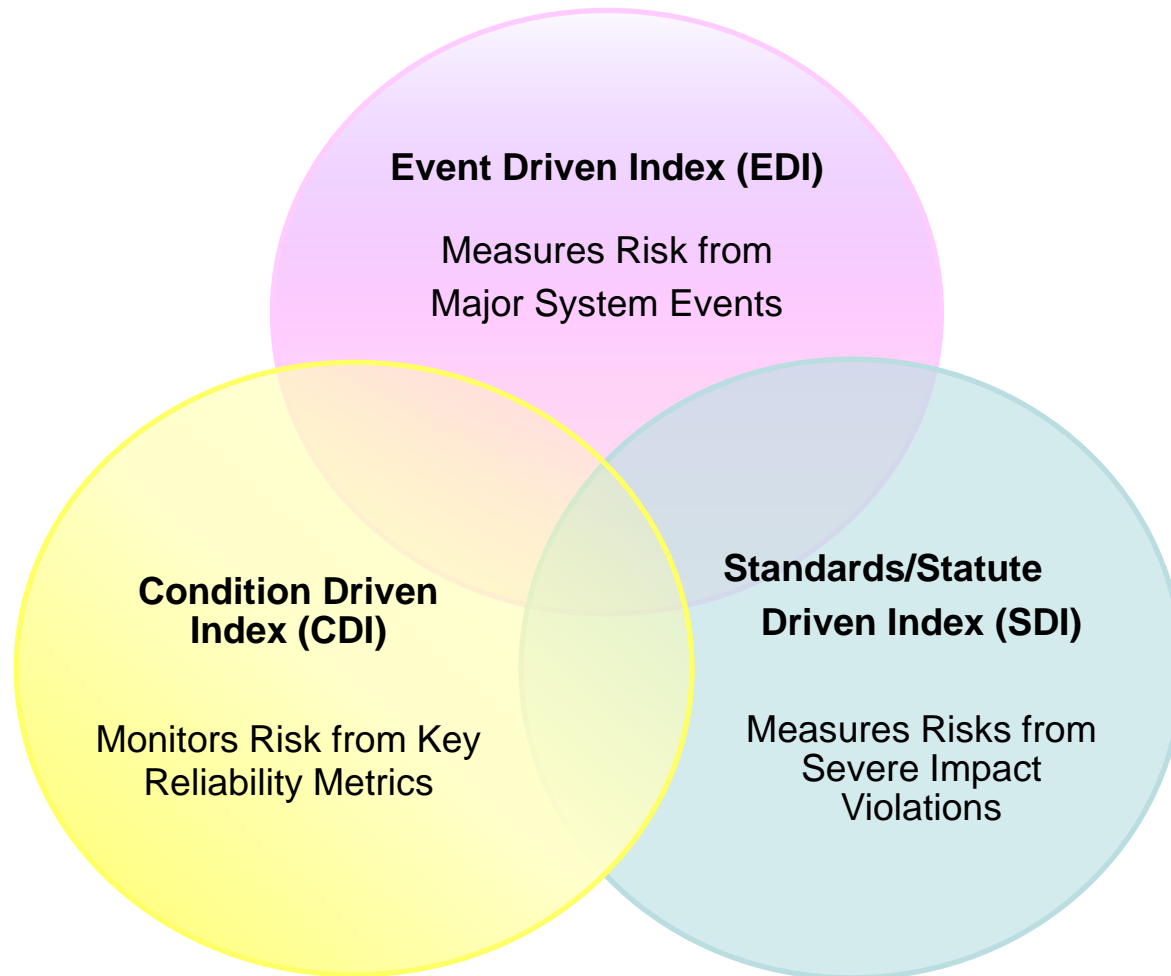 Event Driven Index (EDI)
Measures Risk from
Major System Events
Condition Driven
Index (CDI)
Monitors Risk from Key
Reliability Metrics
Standards/Statute
Driven Index (SDI)
Measures Risks from
Severe Impact
Violations